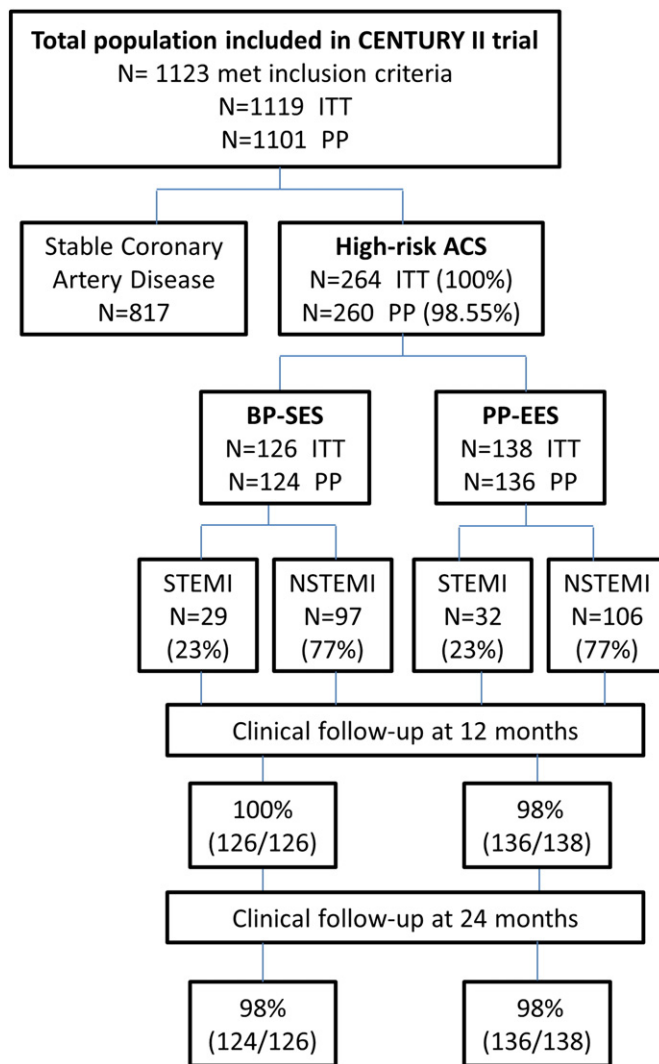 Total population included in CENTURY II trial
N= 1123 met inclusion criteria
N=1119 ITT
N=1101 PP
Stable Coronary
Artery Disease
N=817
High-risk ACS
N=264 ITT (100%)
N=260 PP (98.55%)
BP-SES
N=126 ITT
N=124 PP
PP-EES
N=138 ITT
N=136 PP
STEMI
N=29
(23%)
NSTEMI
N=97
(77%)
STEMI
N=32
(23%)
NSTEMI
N=106
(77%)
Clinical follow-up at 12 months
100%
(126/126)
98%
(136/138)
Clinical follow-up at 24 months
98%
(124/126)
98%
(136/138)